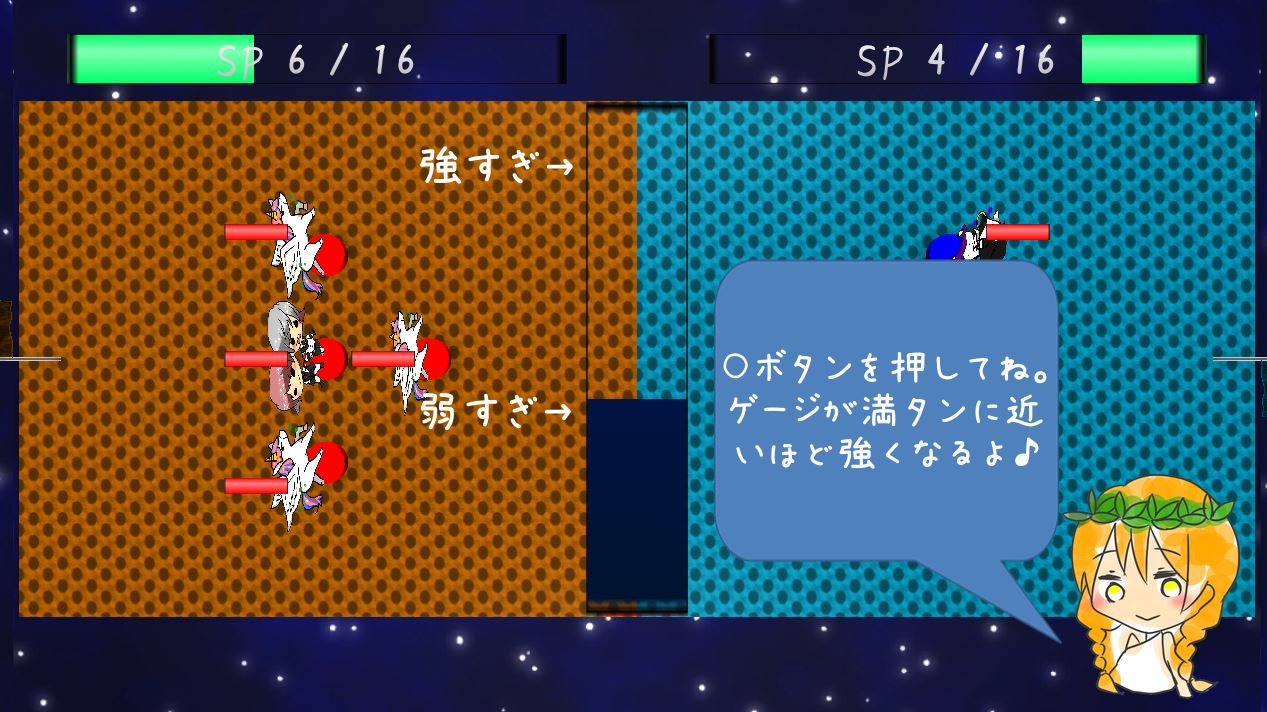 SP 6 / 16
SP 4 / 16
強すぎ→
弱すぎ→
○ボタンを押してね。
ゲージが満タンに近
いほど強くなるよ♪